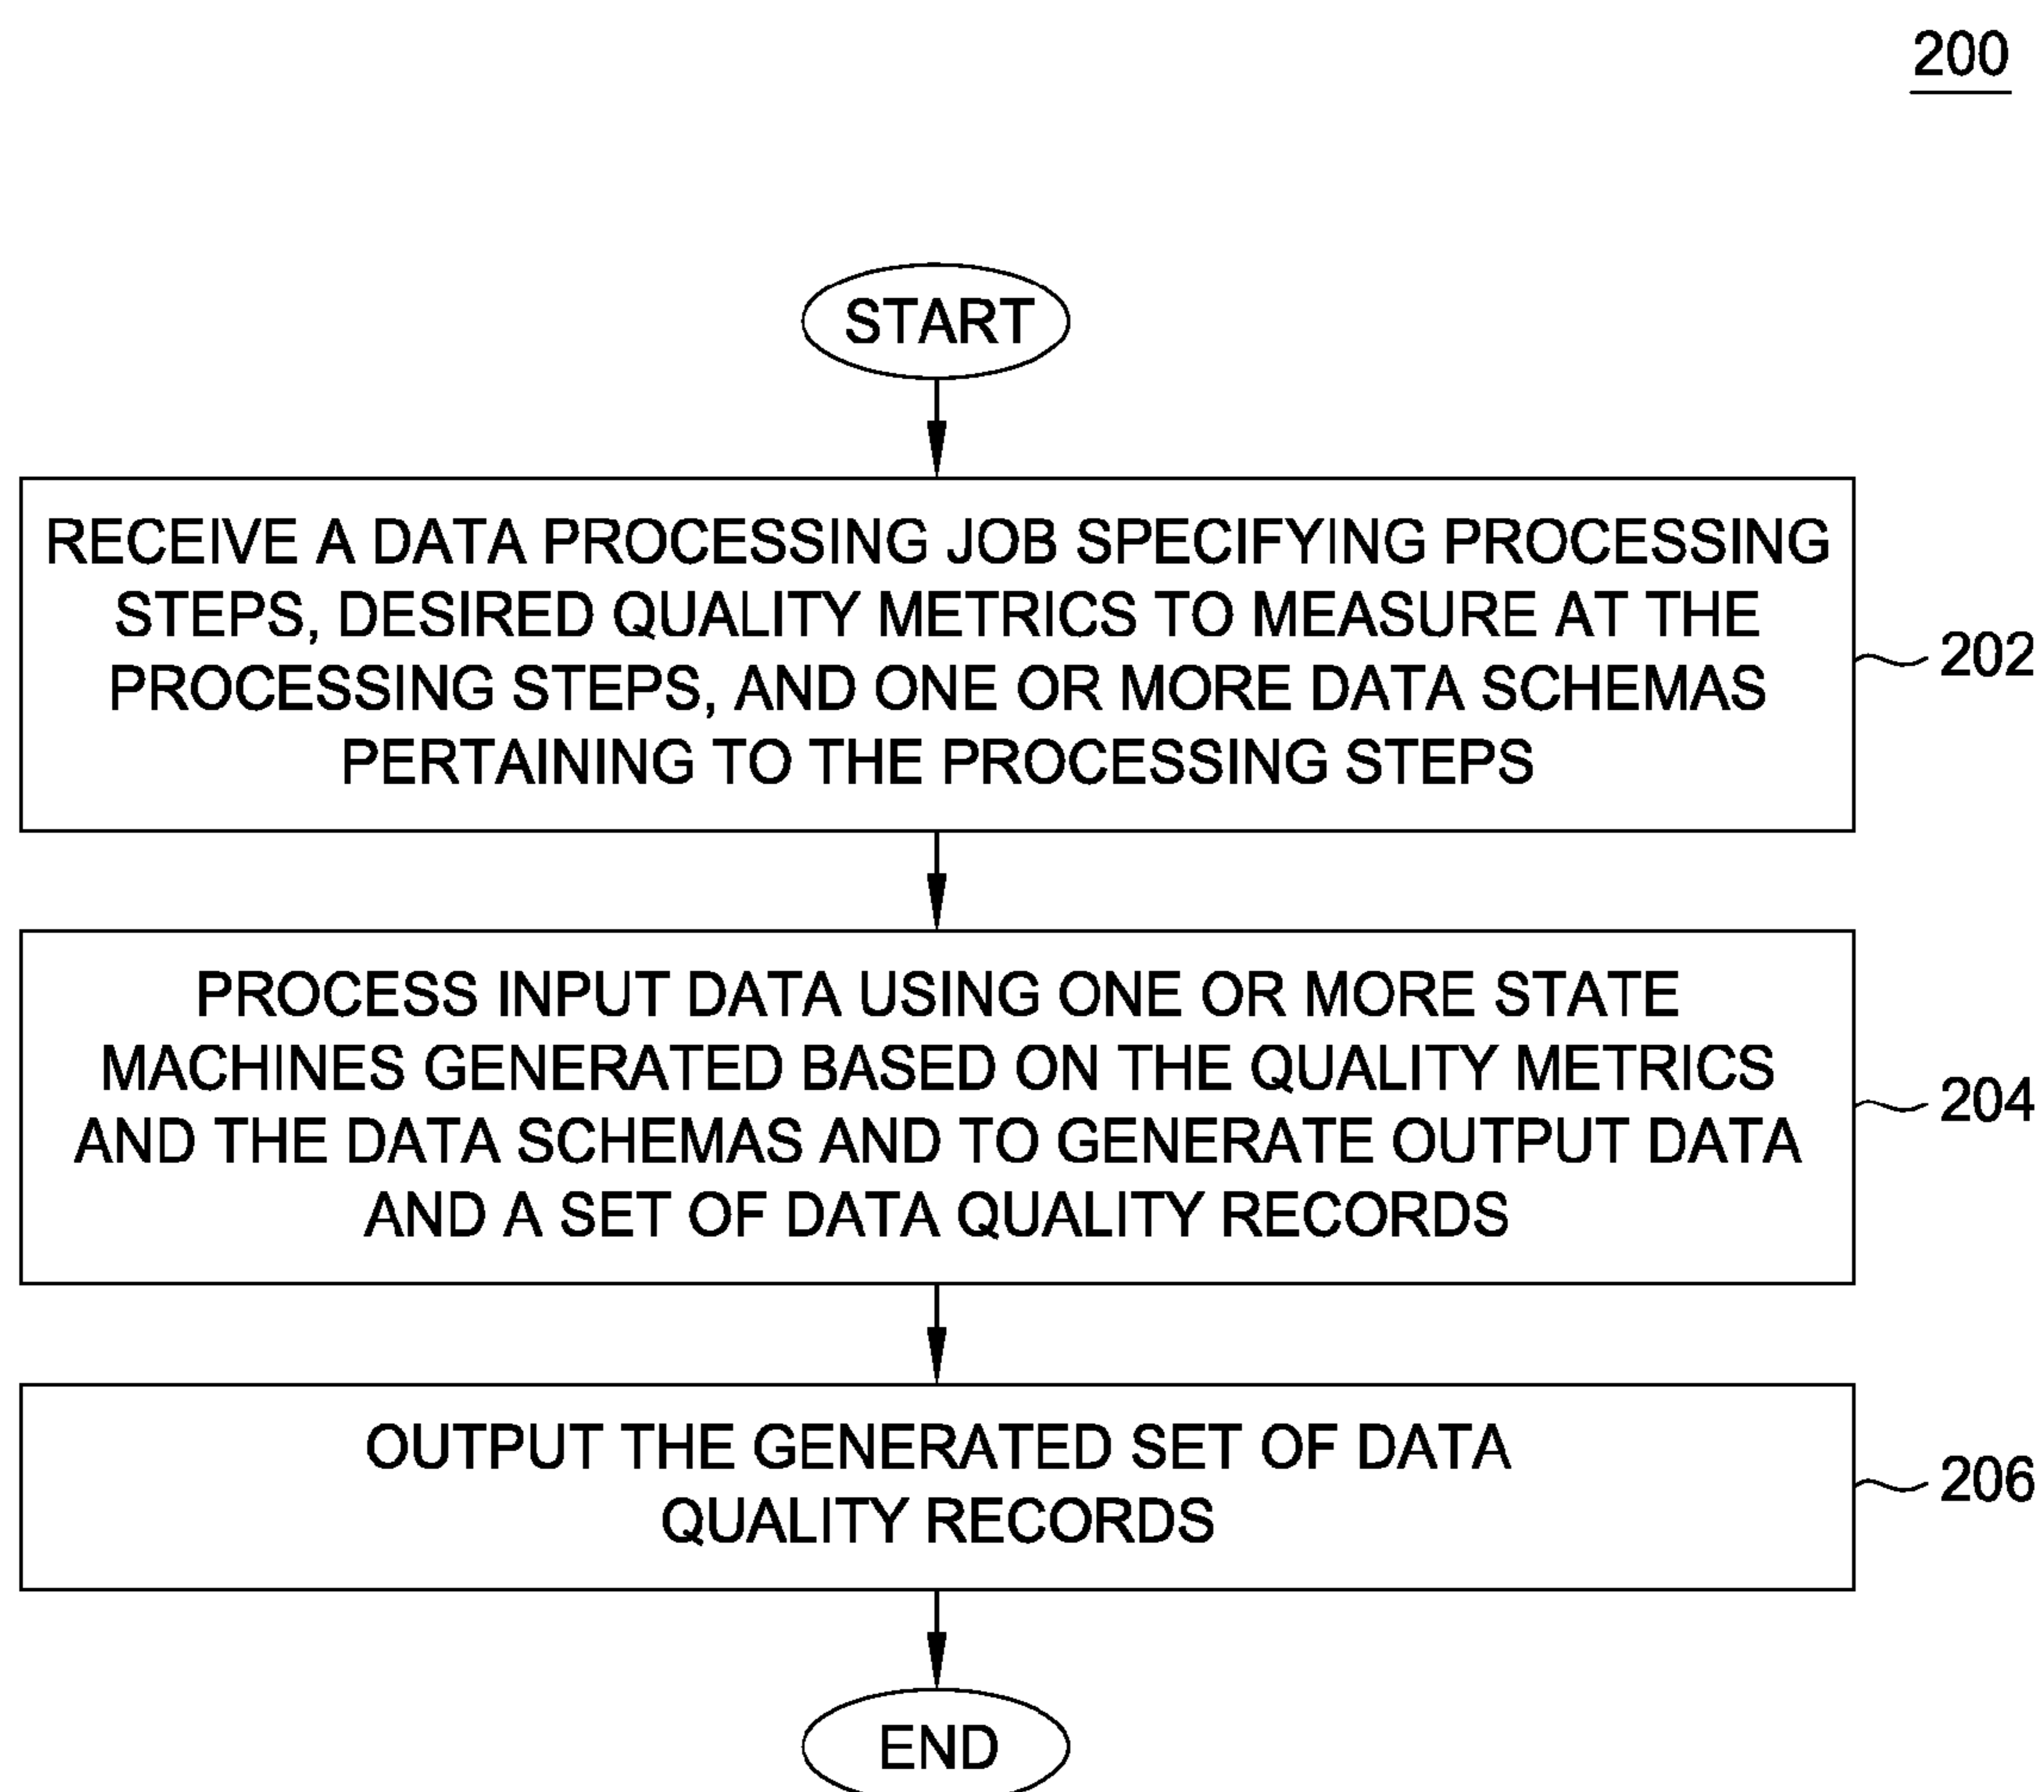 200
START
RECEIVE A DATA PROCESSING JOB SPECIFYING PROCESSING
STEPS, DESIRED QUALITY METRICS TO MEASURE AT THE
PROCESSING STEPS, AND ONE OR MORE DATA SCHEMAS
PERTAINING TO THE PROCESSING STEPS
202
PROCESS INPUT DATA USING ONE OR MORE STATE
MACHINES GENERATED BASED ON THE QUALITY METRICS
AND THE DATA SCHEMAS AND TO GENERATE OUTPUT DATA
AND A SET OF DATA QUALITY RECORDS
204
OUTPUT THE GENERATED SET OF DATA
QUALITY RECORDS
206
END